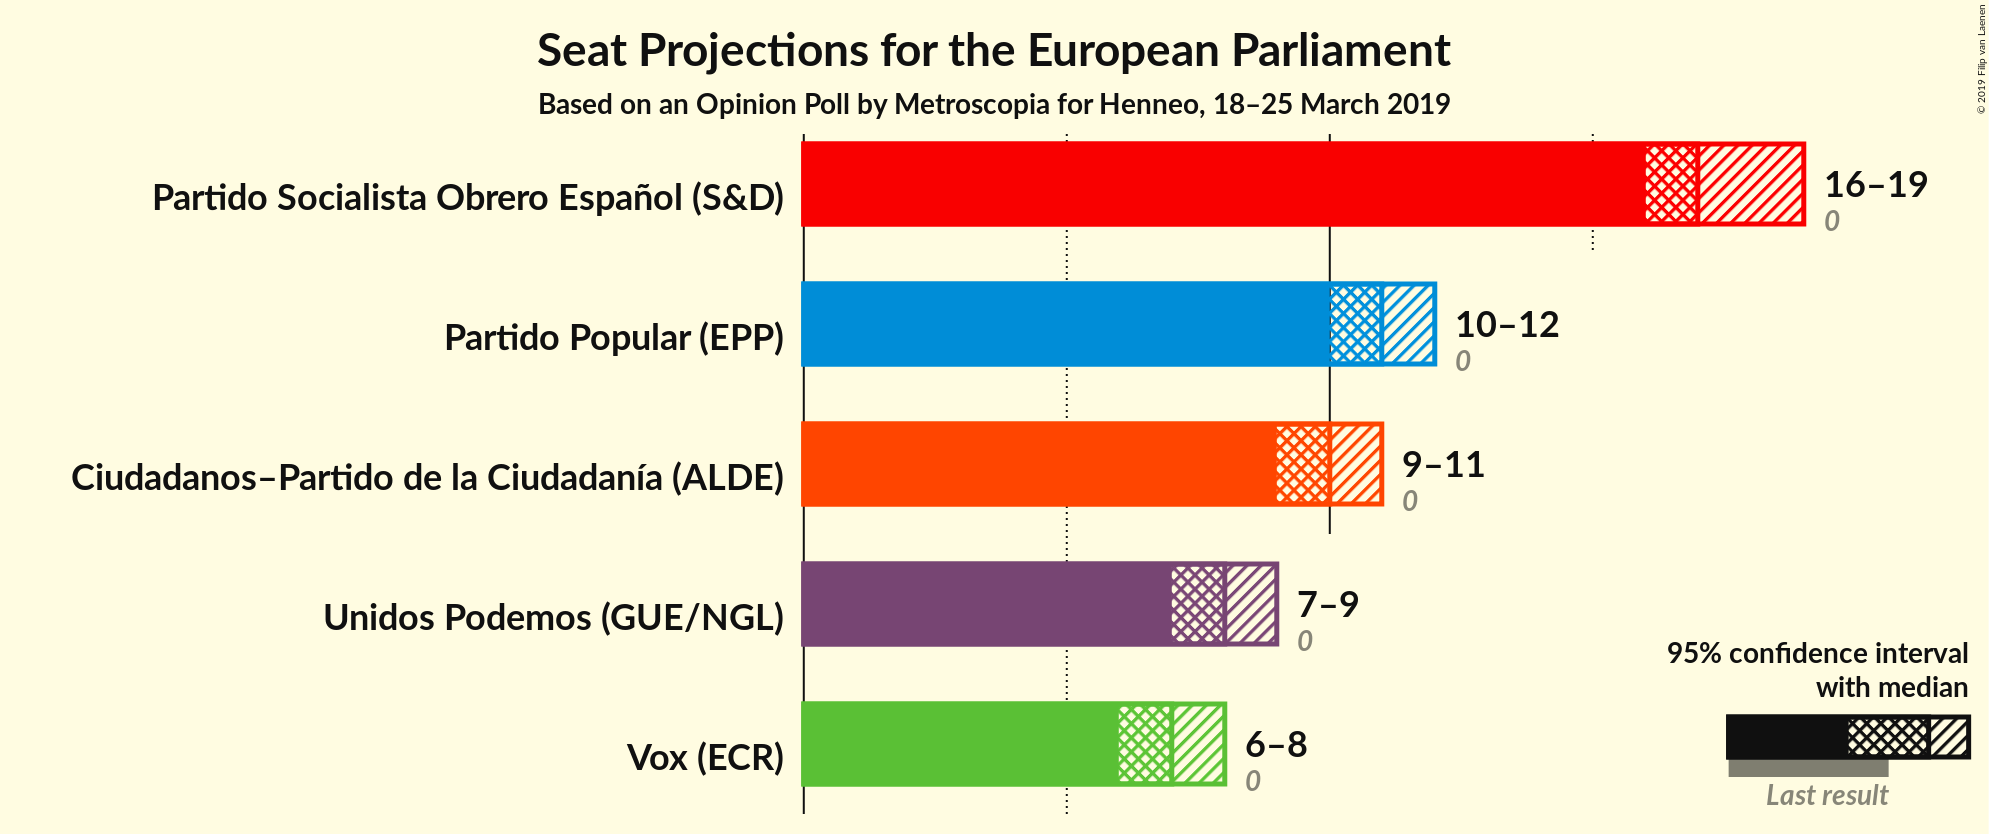 Seat Projections for the European Parliament
Based on an Opinion Poll by Metroscopia for Henneo, 18–25 March 2019
© 2019 Filip van Laenen
Partido Socialista Obrero Español (S&D)
16–19
0
Partido Popular (EPP)
10–12
0
Ciudadanos–Partido de la Ciudadanía (ALDE)
9–11
0
Unidos Podemos (GUE/NGL)
7–9
0
Vox (ECR)
6–8
0
95% confidence interval
with median
Last result